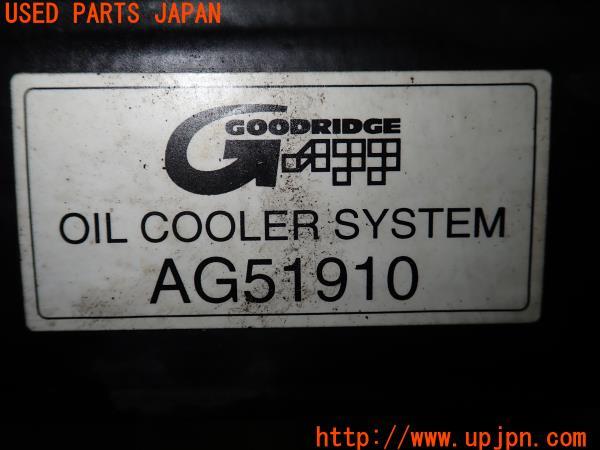 USED PARTS JAPAN
GOODRIDGE
G
OIL COOLER SYSTEM
AG51910
http://www.upjpn.com